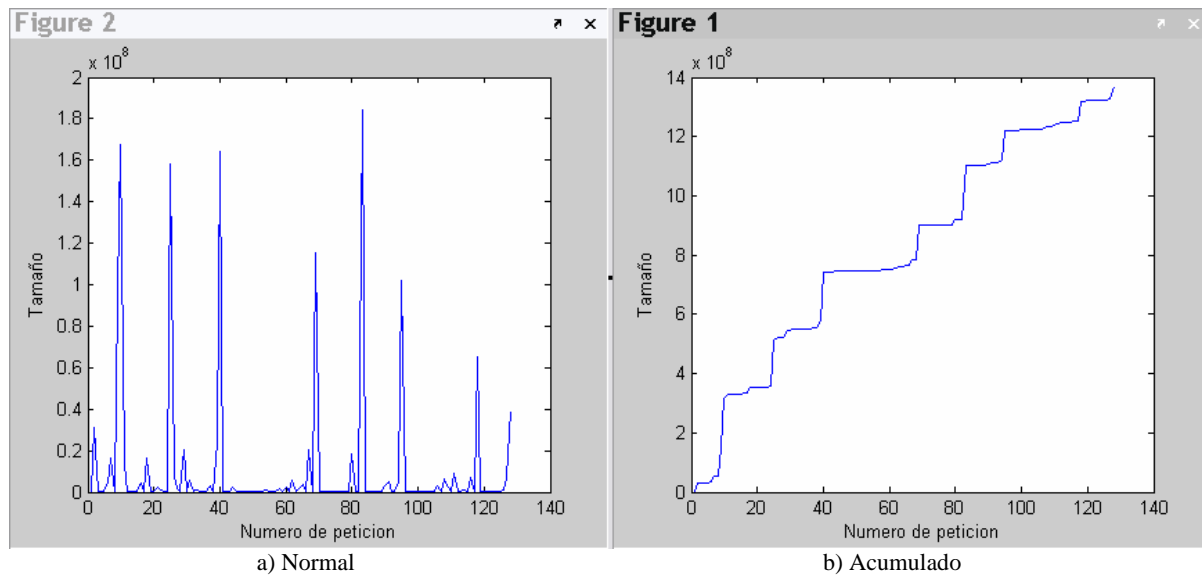 Figure 2
x 10^8
2
1.8
1.6
1.4
1.2
1
0.8
0.6
0.4
0.2
0
Tamaño
0 20 40 60 80 100 120 140
Numero de peticion
a) Normal
Figure 1
x 10^8
14
12
10
8
6
4
2
0
Tamaño
0 20 40 60 80 100 120 140
Numero de peticion
b) Acumulado